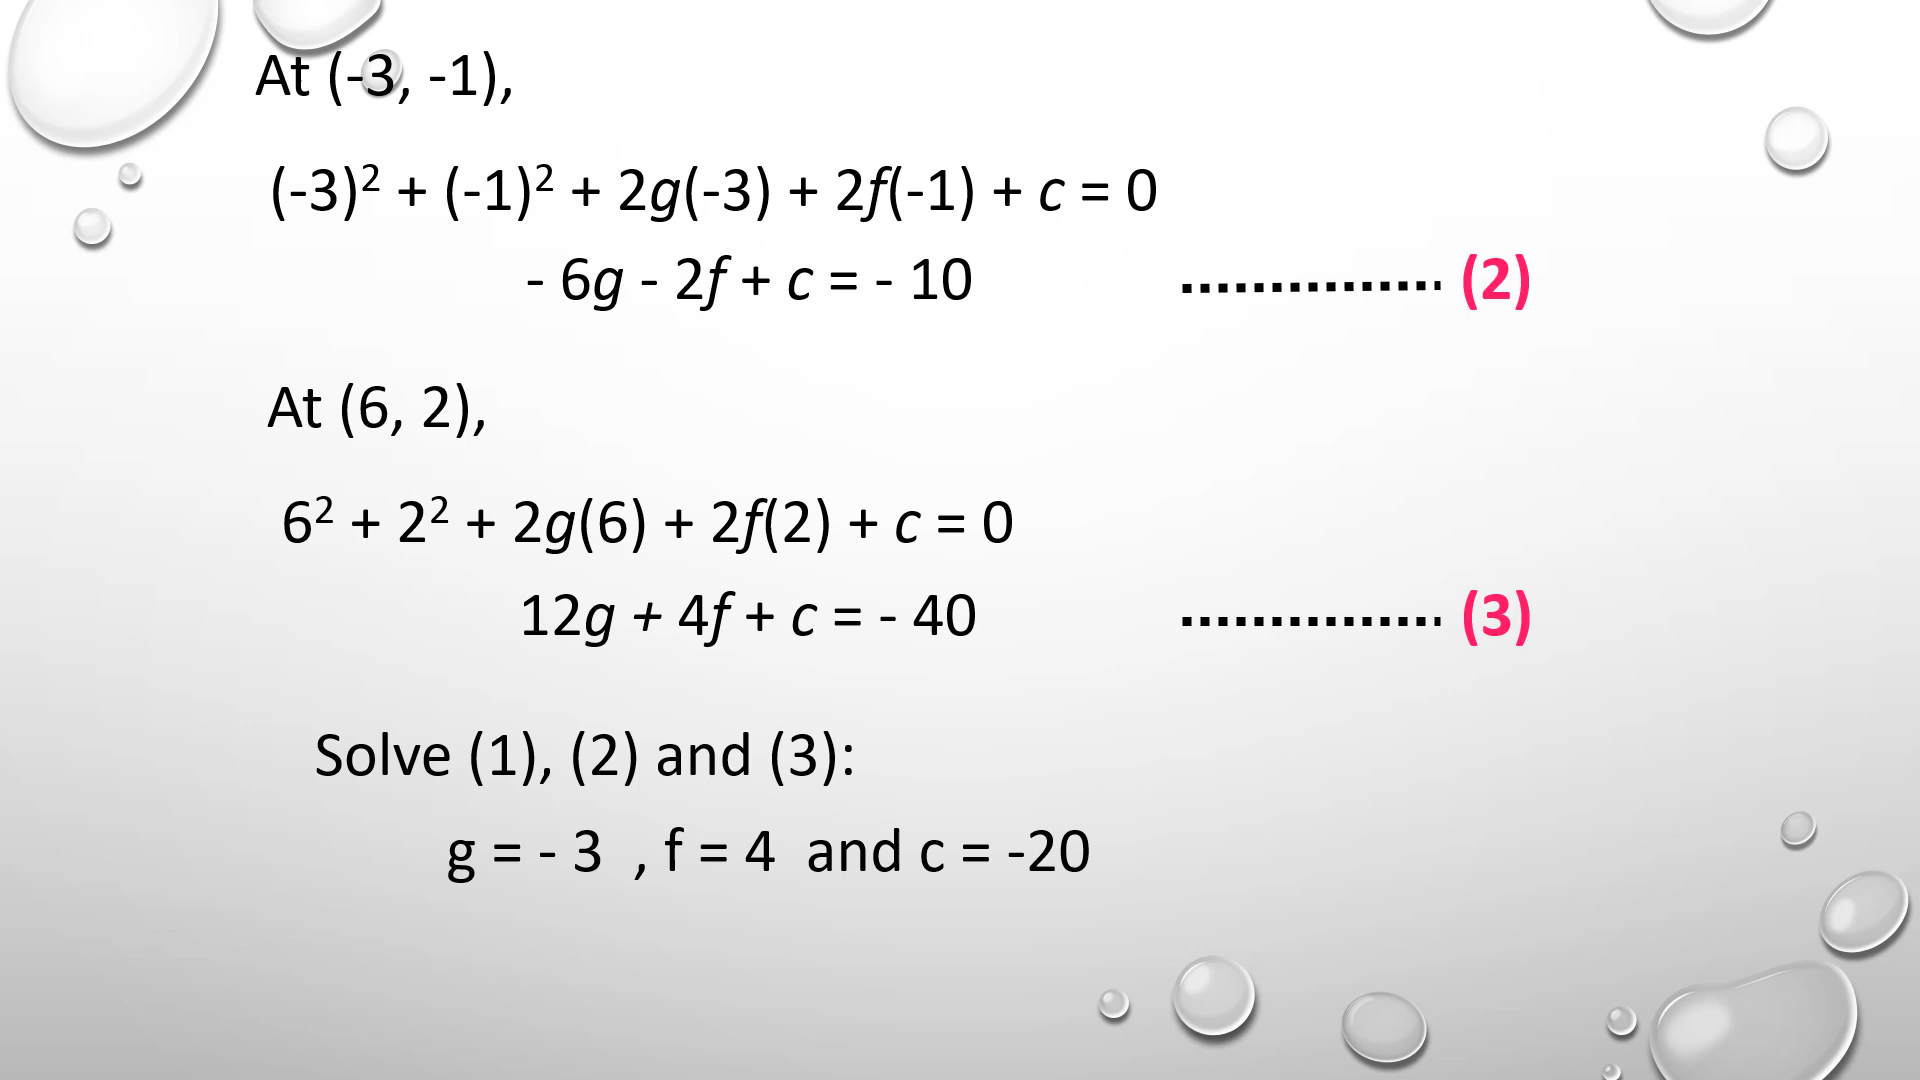 At (-3, -1),
(-3)² + (-1)² + 2g(-3) + 2f(-1) + c = 0
- 6g - 2f + c = - 10 ............... (2)
At (6, 2),
6² + 2² + 2g(6) + 2f(2) + c = 0
12g + 4f + c = - 40 ............... (3)
Solve (1), (2) and (3):
g = - 3 , f = 4 and c = -20